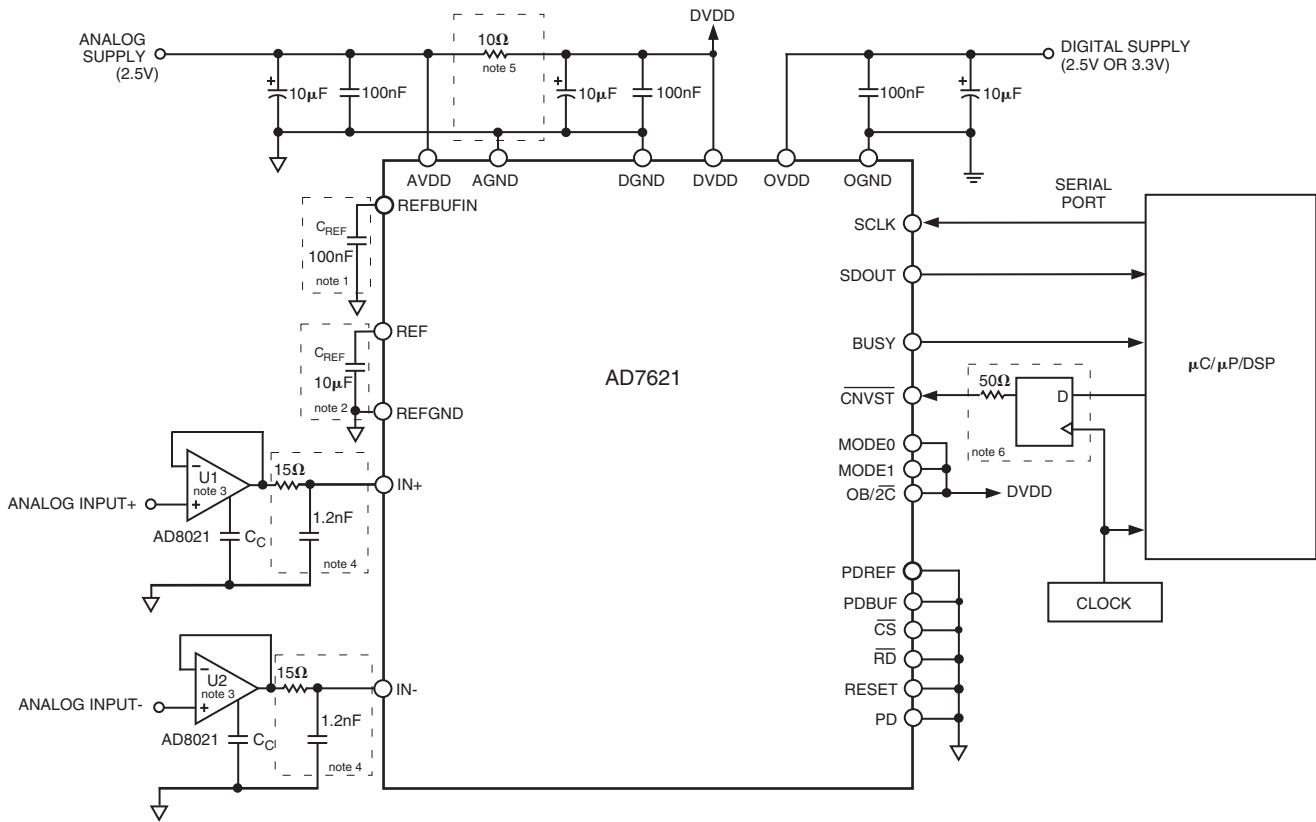 DVDD
ANALOG
SUPPLY
(2.5V)
10Ω
note 5
DIGITAL SUPPLY
(2.5V OR 3.3V)
+
10μF
100nF
+
10μF
100nF
100nF
+
10μF
AVDD
AGND
DGND
DVDD
OVDD
OGND
REFBUFIN
CREF
100nF
note 1
SERIAL
PORT
SCLK
SDOUT
REF
CREF
10μF
note 2
REFGND
BUSY
AD7621
μC/μP/DSP
CNVST
50Ω
D
note 6
MODE0
MODE1
OB/2C
DVDD
15Ω
−
U1
note 3
+
IN+
ANALOG INPUT+
1.2nF
AD8021
CC
note 4
PDREF
PDBUF
CS
RD
RESET
PD
CLOCK
15Ω
−
U2
note 3
+
IN-
ANALOG INPUT-
1.2nF
AD8021
CC
note 4